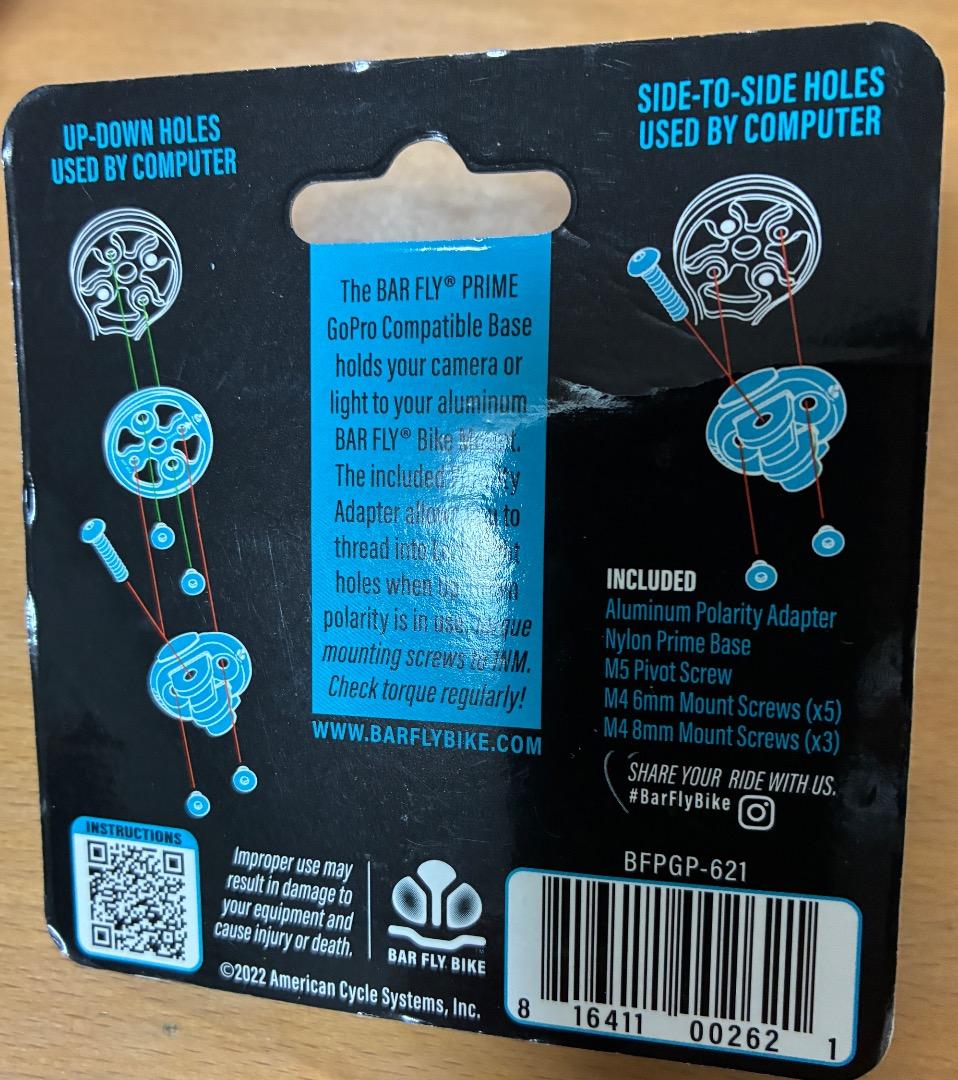 UP-DOWN HOLES
USED BY COMPUTER
SIDE-TO-SIDE HOLES
USED BY COMPUTER
The BAR FLY® PRIME
GoPro Compatible Base
holds your camera or
light to your aluminum
BAR FLY® Bike
The included
Adapter to
thread into
holes when
polarity is in use.
mounting screws to 1NM.
Check torque regularly!
WWW.BARFLYBIKE.COM
INCLUDED
Aluminum Polarity Adapter
Nylon Prime Base
M5 Pivot Screw
M4 6mm Mount Screws (x5)
M4 8mm Mount Screws (x3)
SHARE YOUR RIDE WITH US.
#BarFlyBike
INSTRUCTIONS
Improper use may
result in damage to
your equipment and
cause injury or death.
BAR FLY BIKE
©2022 American Cycle Systems, Inc.
BFPGP-621
8 16411 00262 1